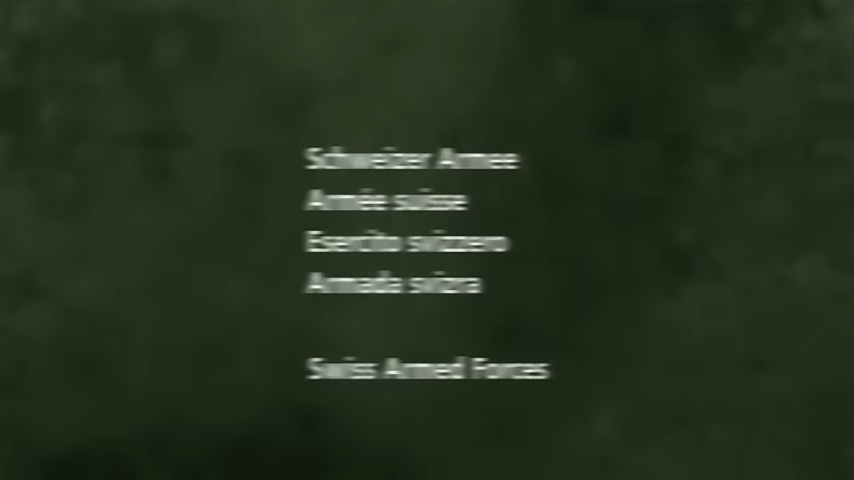 Schweizer Armee
Armée suisse
Esercito svizzero
Armada svizra
Swiss Armed Forces